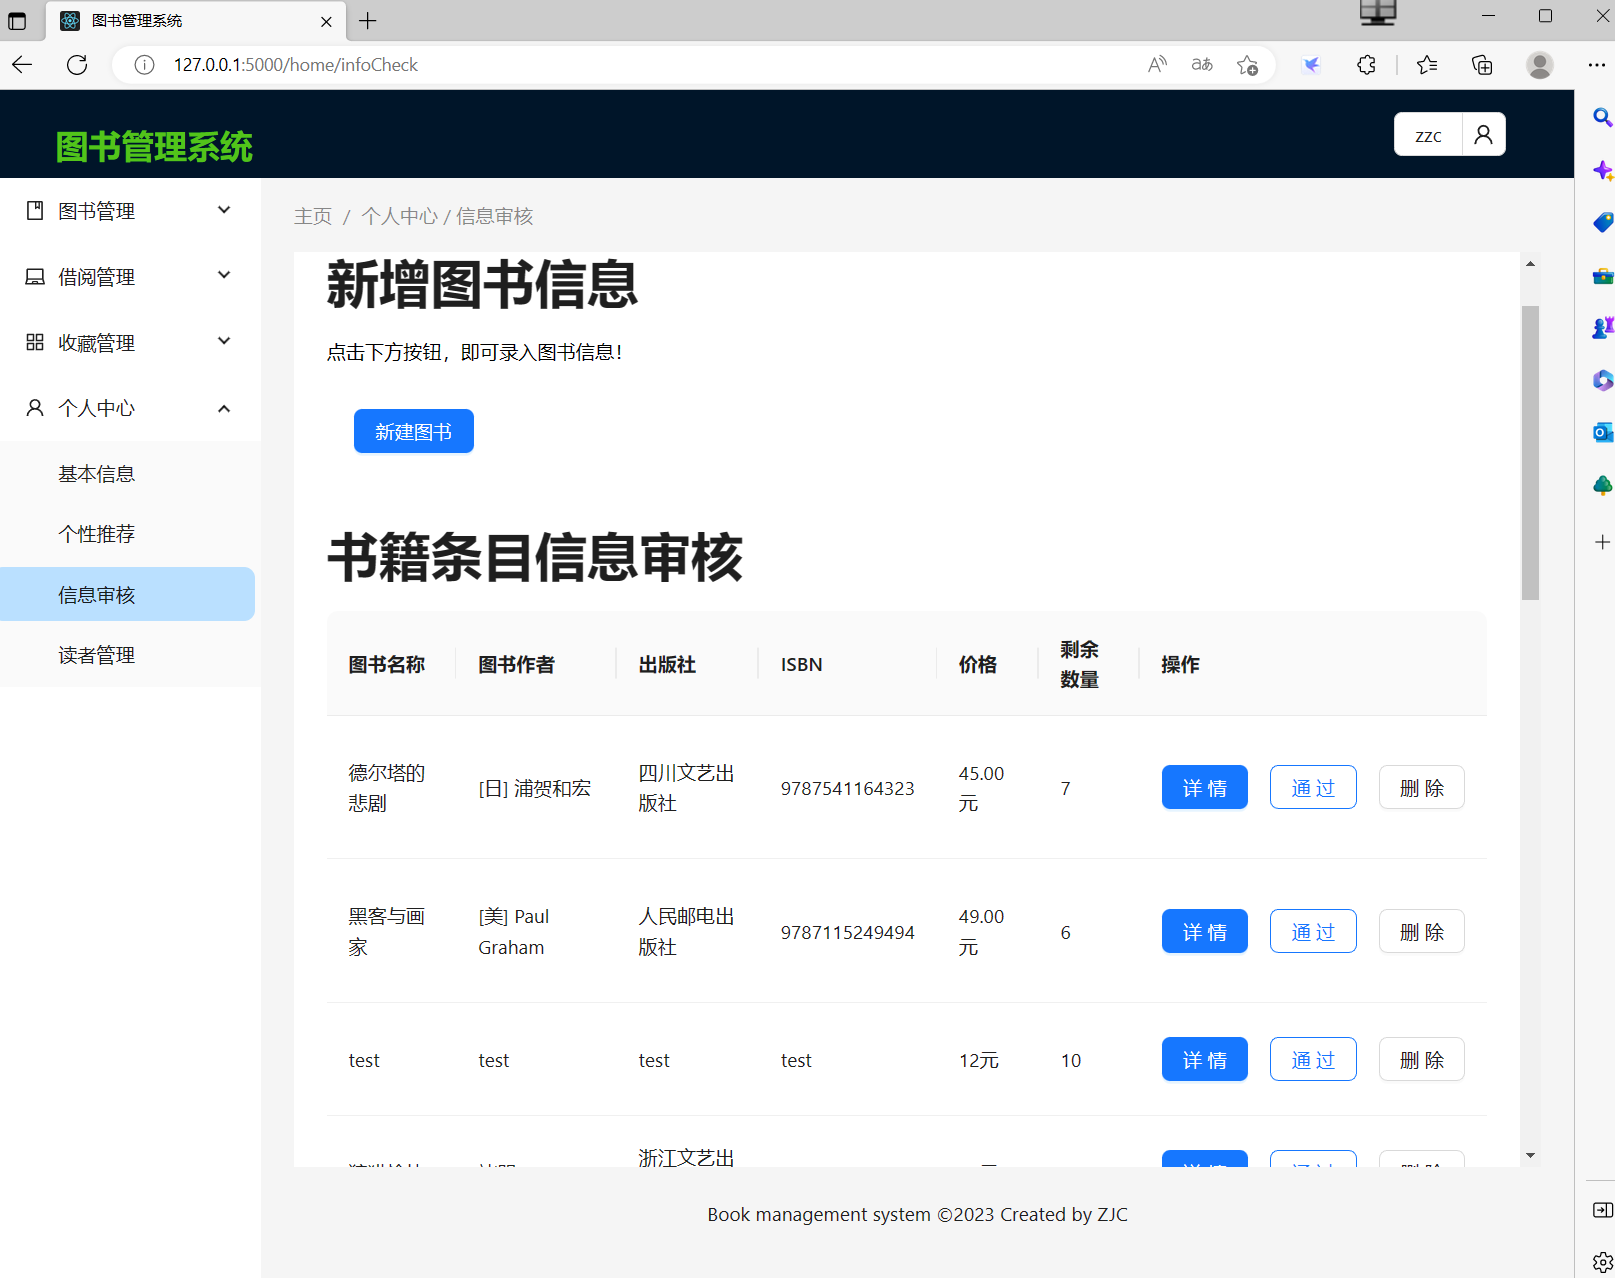 图书管理系统
127.0.0.1:5000/home/infoCheck
图书管理系统
zzc
图书管理
借阅管理
收藏管理
个人中心
基本信息
个性推荐
信息审核
读者管理
主页 / 个人中心 / 信息审核
新增图书信息
点击下方按钮，即可录入图书信息！
新建图书
书籍条目信息审核
图书名称 图书作者 出版社 ISBN 价格 剩余
数量 操作
德尔塔的
悲剧 [日] 浦贺和宏 四川文艺出
版社 9787541164323 45.00
元 7 详 情 通 过 删 除
黑客与画
家 [美] Paul
Graham 人民邮电出
版社 9787115249494 49.00
元 6 详 情 通 过 删 除
test test test test 12元 10 详 情 通 过 删 除
浙江文艺出
详 情 通 过 删 除
Book management system ©2023 Created by ZJC